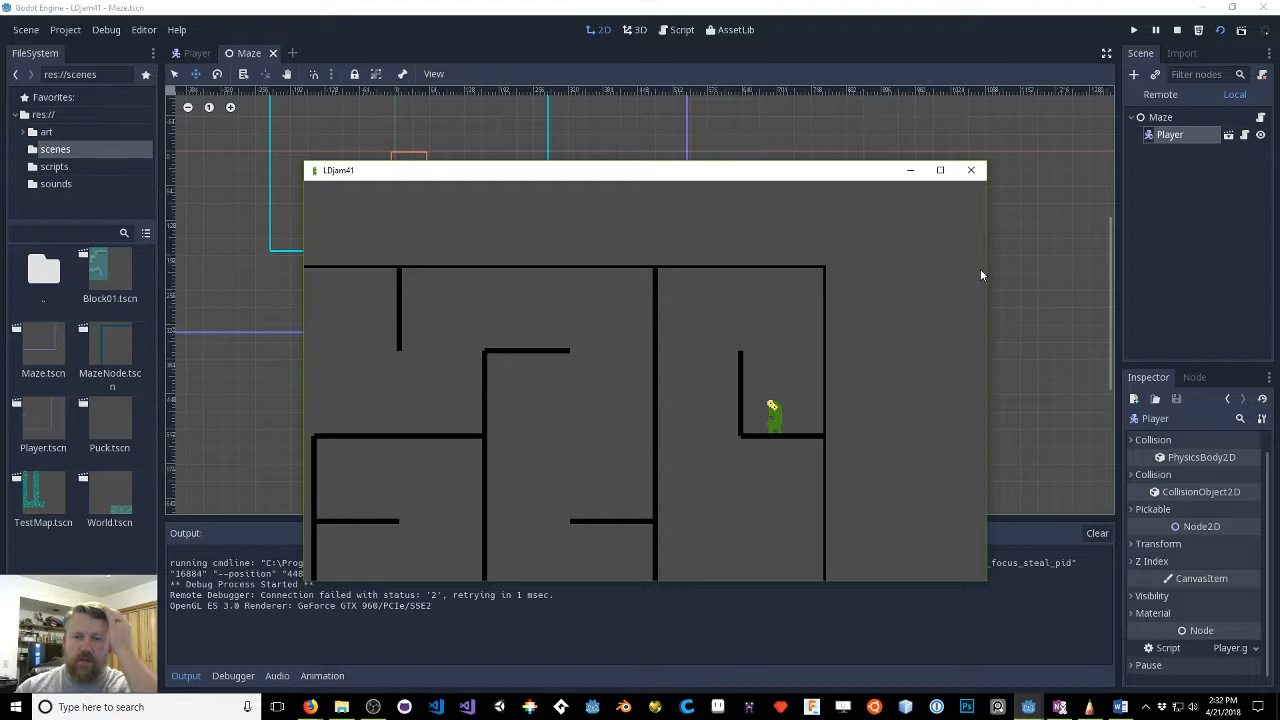 Godot Engine - LDjam41 - Maze.tscn
Scene Project Debug Editor Help
2D 3D Script AssetLib
FileSystem
Player Maze
Scene Import
res://scenes
View
Filter nodes
Favorites:
Remote Local
res://
Maze
art
Player
scenes
scripts
LDjam41
sounds
..
Block01.tscn
Maze.tscn
MazeNode.tsc
n
Inspector Node
Player
Player.tscn
Puck.tscn
Collision
PhysicsBody2D
Collision
CollisionObject2D
Pickable
TestMap.tscn
World.tscn
Node2D
Output:
Clear
Transform
running cmdline: "C:\Prog
_focus_steal_pid"
Z Index
"16884" "--position" "448
CanvasItem
** Debug Process Started **
Remote Debugger: Connection failed with status: '2', retrying in 1 msec.
Visibility
OpenGL ES 3.0 Renderer: GeForce GTX 960/PCIe/SSE2
Material
Node
Script Player.g
Pause
Output Debugger Audio Animation
Type here to search
2:32 PM
4/21/2018